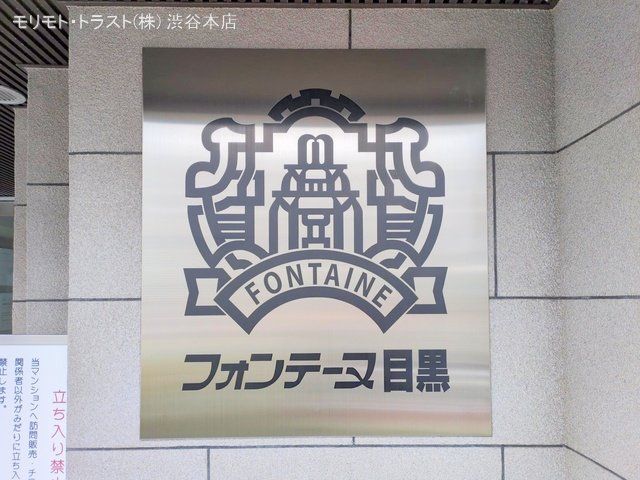 モリモト・トラスト(株) 渋谷本店
FONTAINE
フォンテーヌ目黒
立ち入り禁
当マンションへ訪問販売・チ
関係者以外がみだりに立ち入
禁止します。